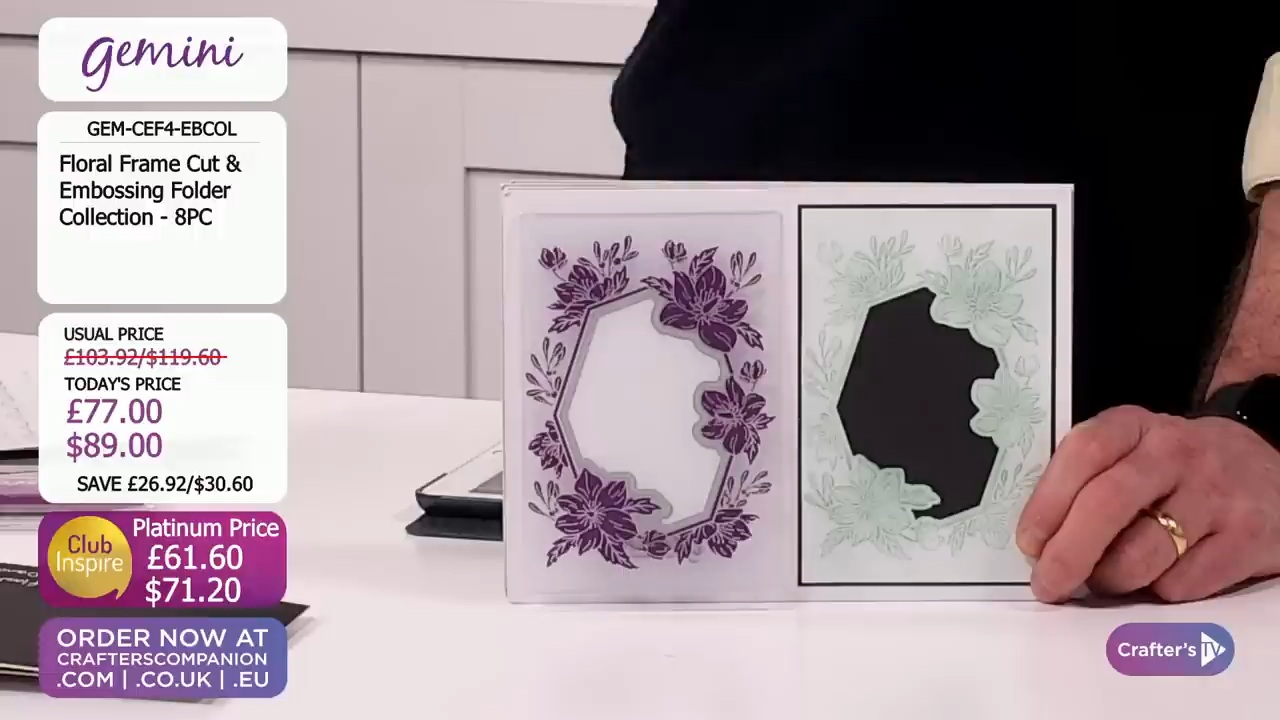 gemini
GEM-CEF4-EBCOL
Floral Frame Cut &
Embossing Folder
Collection - 8PC
USUAL PRICE
£103.92/$119.60
TODAY'S PRICE
£77.00
$89.00
SAVE £26.92/$30.60
Club
Inspire
Platinum Price
£61.60
$71.20
ORDER NOW AT
CRAFTERSCOMPANION
.COM | .CO.UK | .EU
Crafter's TV